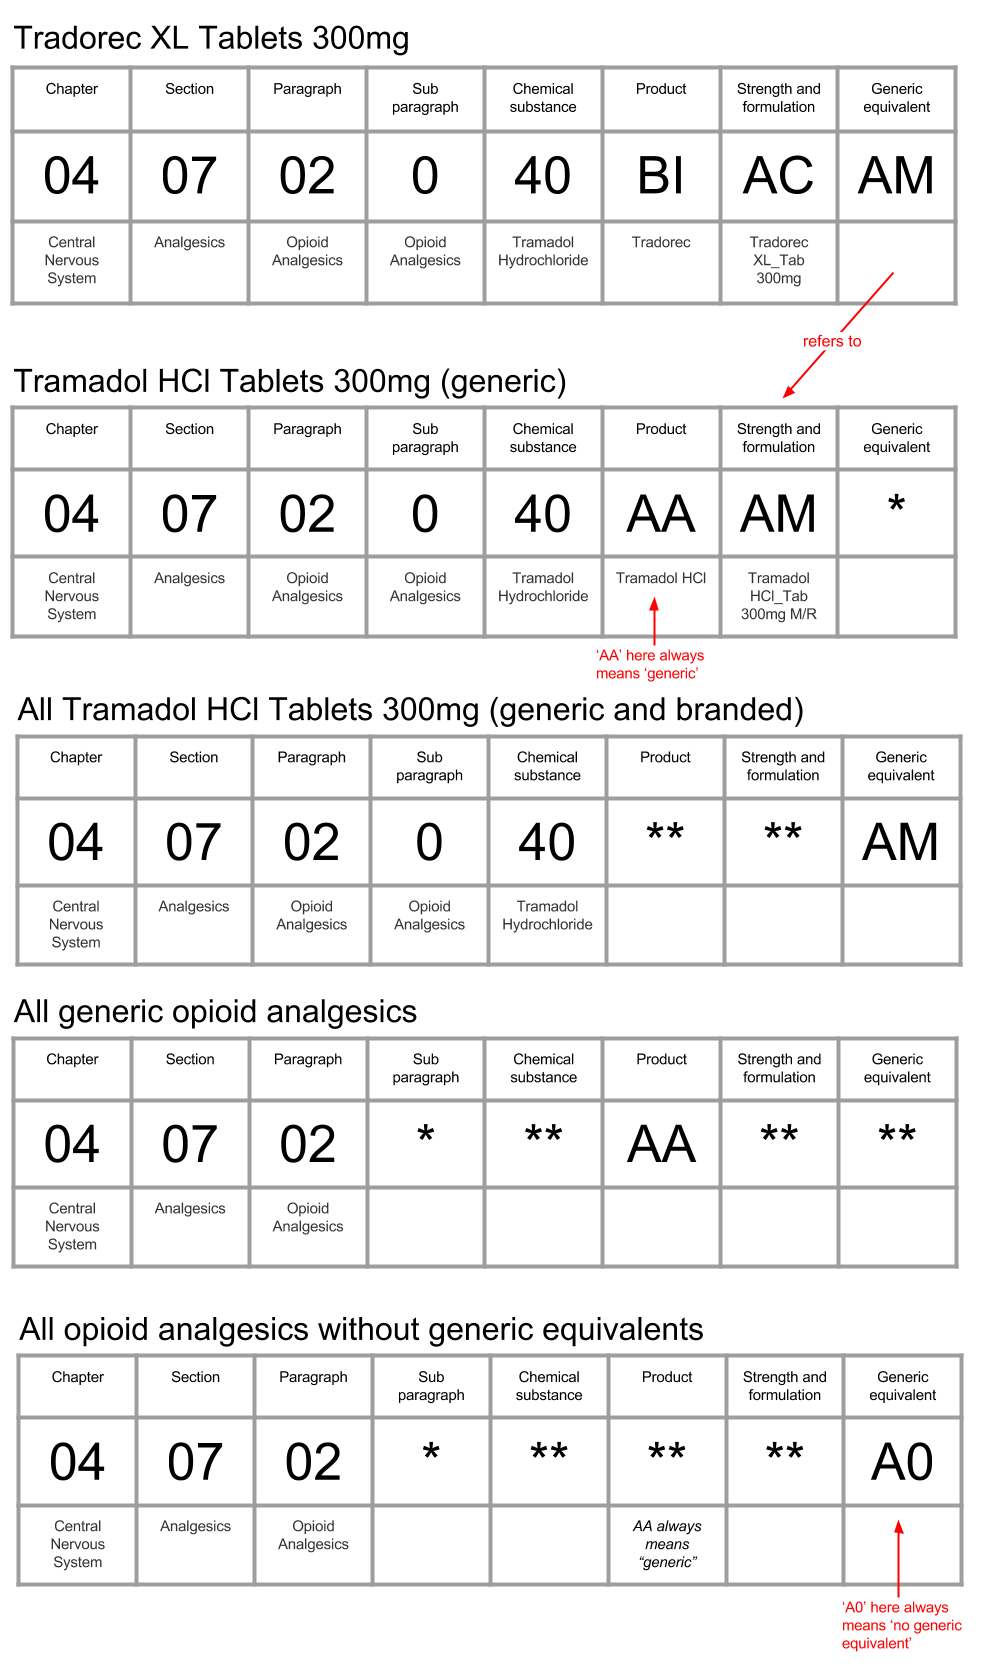 Tradorec XL Tablets 300mg
Chapter Section Paragraph Sub paragraph Chemical substance Product Strength and formulation Generic equivalent
04 07 02 0 40 BI AC AM
Central Nervous System Analgesics Opioid Analgesics Opioid Analgesics Tramadol Hydrochloride Tradorec Tradorec XL_Tab 300mg
refers to
Tramadol HCl Tablets 300mg (generic)
Chapter Section Paragraph Sub paragraph Chemical substance Product Strength and formulation Generic equivalent
04 07 02 0 40 AA AM *
Central Nervous System Analgesics Opioid Analgesics Opioid Analgesics Tramadol Hydrochloride Tramadol HCl Tramadol HCl_Tab 300mg M/R
‘AA’ here always
means ‘generic’
All Tramadol HCl Tablets 300mg (generic and branded)
Chapter Section Paragraph Sub paragraph Chemical substance Product Strength and formulation Generic equivalent
04 07 02 0 40 ** ** AM
Central Nervous System Analgesics Opioid Analgesics Opioid Analgesics Tramadol Hydrochloride
All generic opioid analgesics
Chapter Section Paragraph Sub paragraph Chemical substance Product Strength and formulation Generic equivalent
04 07 02 * ** AA ** **
Central Nervous System Analgesics Opioid Analgesics
All opioid analgesics without generic equivalents
Chapter Section Paragraph Sub paragraph Chemical substance Product Strength and formulation Generic equivalent
04 07 02 * ** ** ** A0
Central Nervous System Analgesics Opioid Analgesics AA always means “generic”
‘A0’ here always
means ‘no generic
equivalent’